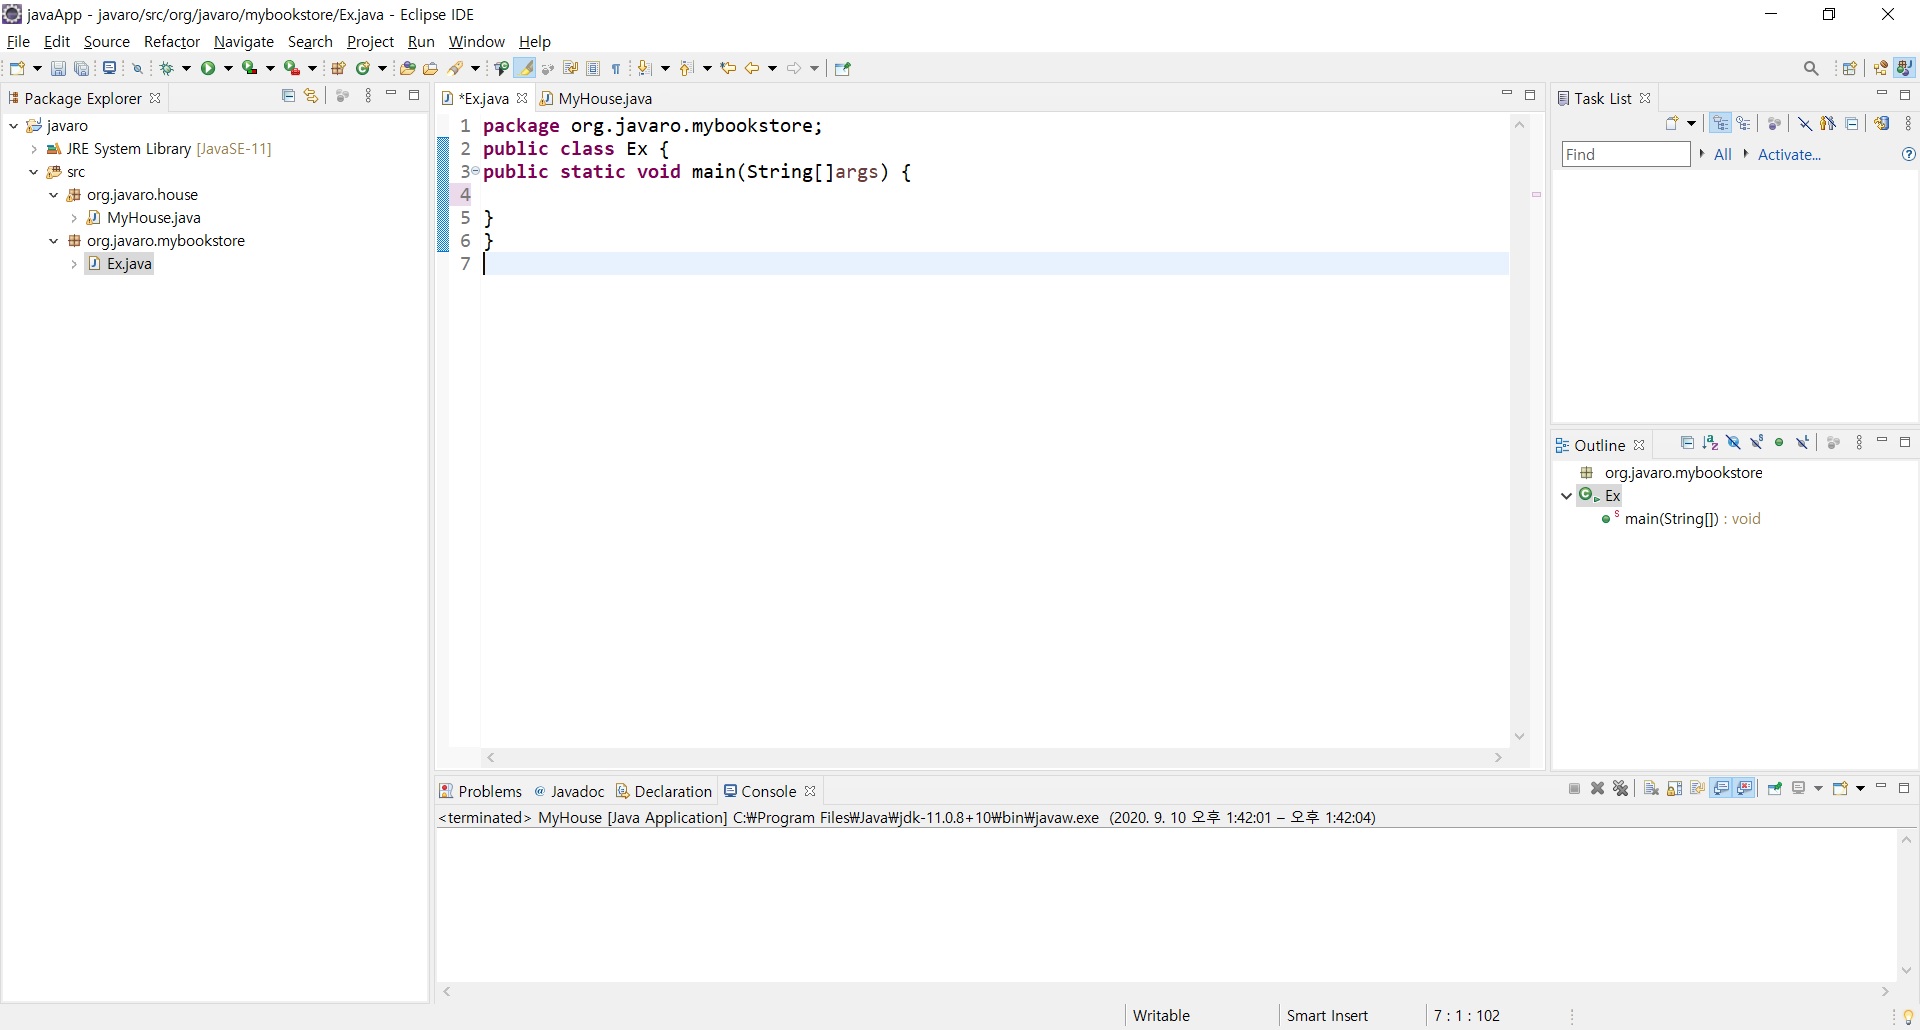 javaApp - javaro/src/org/javaro/mybookstore/Ex.java - Eclipse IDE
File Edit Source Refactor Navigate Search Project Run Window Help
Package Explorer
javaro
JRE System Library [JavaSE-11]
src
org.javaro.house
MyHouse.java
org.javaro.mybookstore
Ex.java
*Ex.java MyHouse.java
1 package org.javaro.mybookstore;
2 public class Ex {
3 public static void main(String[]args) {
4
5 }
6 }
7
Task List
Find All Activate...
Outline
org.javaro.mybookstore
Ex
main(String[]) : void
Problems @ Javadoc Declaration Console
<terminated> MyHouse [Java Application] C:₩Program Files₩Java₩jdk-11.0.8+10₩bin₩javaw.exe (2020. 9. 10 오후 1:42:01 – 오후 1:42:04)
Writable Smart Insert 7 : 1 : 102